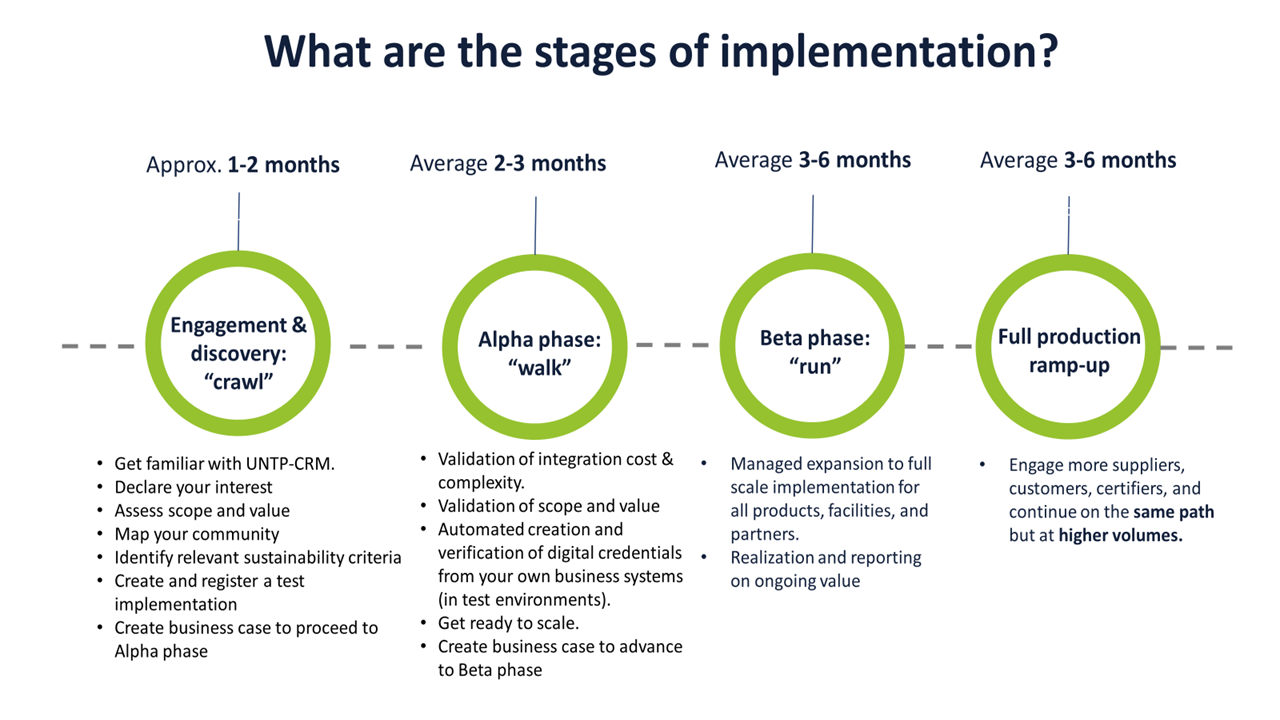 What are the stages of implementation?
Approx. 1-2 months
Average 2-3 months
Average 3-6 months
Average 3-6 months
Engagement &
discovery:
“crawl”
Alpha phase:
“walk”
Beta phase:
“run”
Full production
ramp-up
• Get familiar with UNTP-CRM.
• Declare your interest
• Assess scope and value
• Map your community
• Identify relevant sustainability criteria
• Create and register a test
implementation
• Create business case to proceed to
Alpha phase
• Validation of integration cost &
complexity.
• Validation of scope and value
• Automated creation and
verification of digital credentials
from your own business systems
(in test environments).
• Get ready to scale.
• Create business case to advance
to Beta phase
• Managed expansion to full
scale implementation for
all products, facilities, and
partners.
• Realization and reporting
on ongoing value
• Engage more suppliers,
customers, certifiers, and
continue on the same path
but at higher volumes.